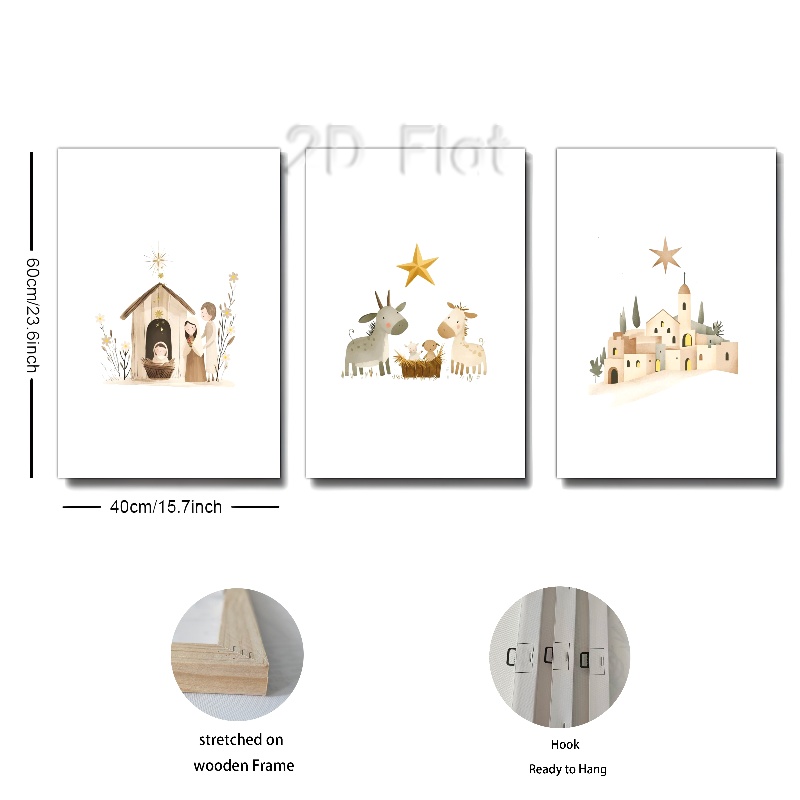 2D Flat
60cm/23.6inch
40cm/15.7inch
stretched on
wooden Frame
Hook
Ready to Hang